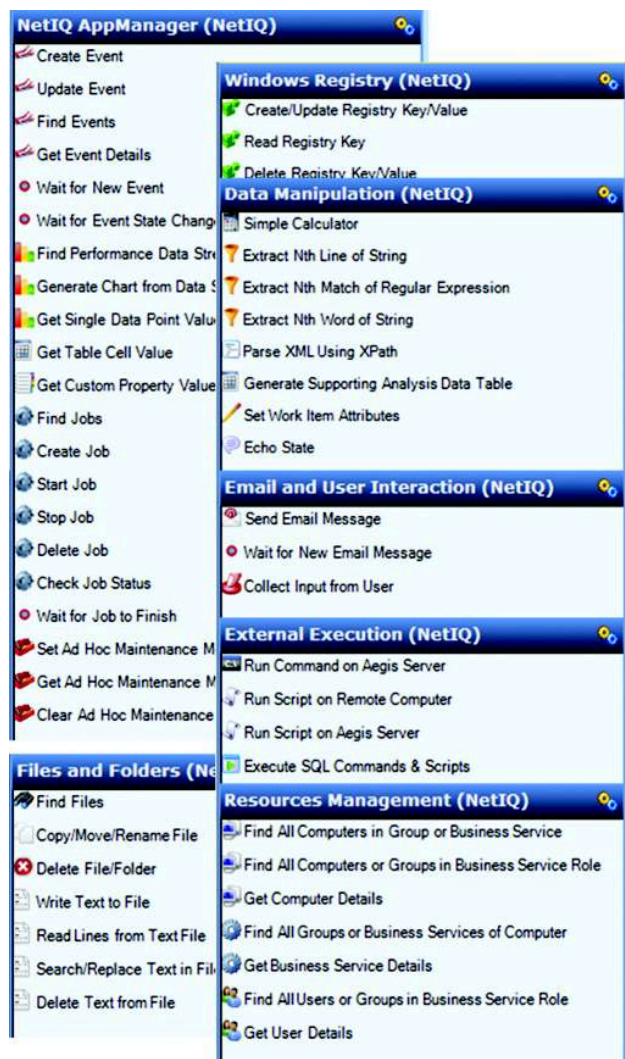 NetIQ AppManager (NetIQ)
Create Event
Update Event
Find Events
Get Event Details
Wait for New Event
Wait for Event State Chang
Find Performance Data Stre
Generate Chart from Data S
Get Single Data Point Valu
Get Table Cell Value
Get Custom Property Value
Find Jobs
Create Job
Start Job
Stop Job
Delete Job
Check Job Status
Wait for Job to Finish
Set Ad Hoc Maintenance M
Get Ad Hoc Maintenance M
Clear Ad Hoc Maintenance
Files and Folders (Ne
Find Files
Copy/Move/Rename File
Delete File/Folder
Write Text to File
Read Lines from Text File
Search/Replace Text in File
Delete Text from File
Windows Registry (NetIQ)
Create/Update Registry Key/Value
Read Registry Key
Delete Registry Key/Value
Data Manipulation (NetIQ)
Simple Calculator
Extract Nth Line of String
Extract Nth Match of Regular Expression
Extract Nth Word of String
Parse XML Using XPath
Generate Supporting Analysis Data Table
Set Work Item Attributes
Echo State
Email and User Interaction (NetIQ)
Send Email Message
Wait for New Email Message
Collect Input from User
External Execution (NetIQ)
Run Command on Aegis Server
Run Script on Remote Computer
Run Script on Aegis Server
Execute SQL Commands & Scripts
Resources Management (NetIQ)
Find All Computers in Group or Business Service
Find All Computers or Groups in Business Service Role
Get Computer Details
Find All Groups or Business Services of Computer
Get Business Service Details
Find All Users or Groups in Business Service Role
Get User Details